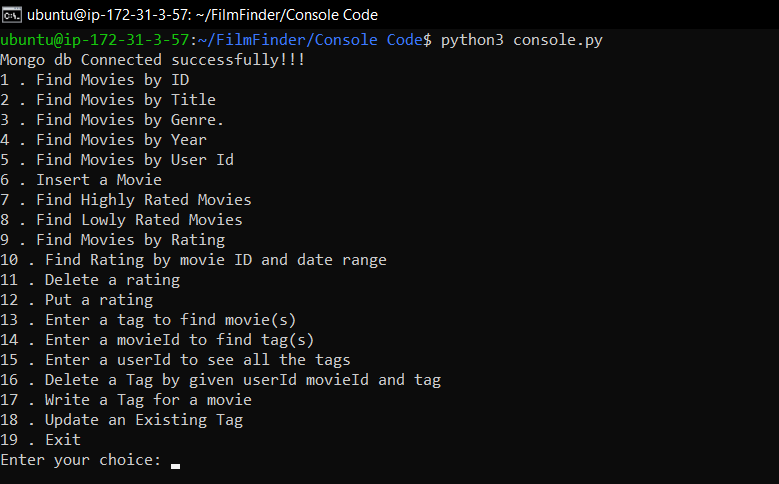 ubuntu@ip-172-31-3-57: ~/FilmFinder/Console Code
ubuntu@ip-172-31-3-57:~/FilmFinder/Console Code$ python3 console.py
Mongo db Connected successfully!!!
1 . Find Movies by ID
2 . Find Movies by Title
3 . Find Movies by Genre.
4 . Find Movies by Year
5 . Find Movies by User Id
6 . Insert a Movie
7 . Find Highly Rated Movies
8 . Find Lowly Rated Movies
9 . Find Movies by Rating
10 . Find Rating by movie ID and date range
11 . Delete a rating
12 . Put a rating
13 . Enter a tag to find movie(s)
14 . Enter a movieId to find tag(s)
15 . Enter a userId to see all the tags
16 . Delete a Tag by given userId movieId and tag
17 . Write a Tag for a movie
18 . Update an Existing Tag
19 . Exit
Enter your choice: